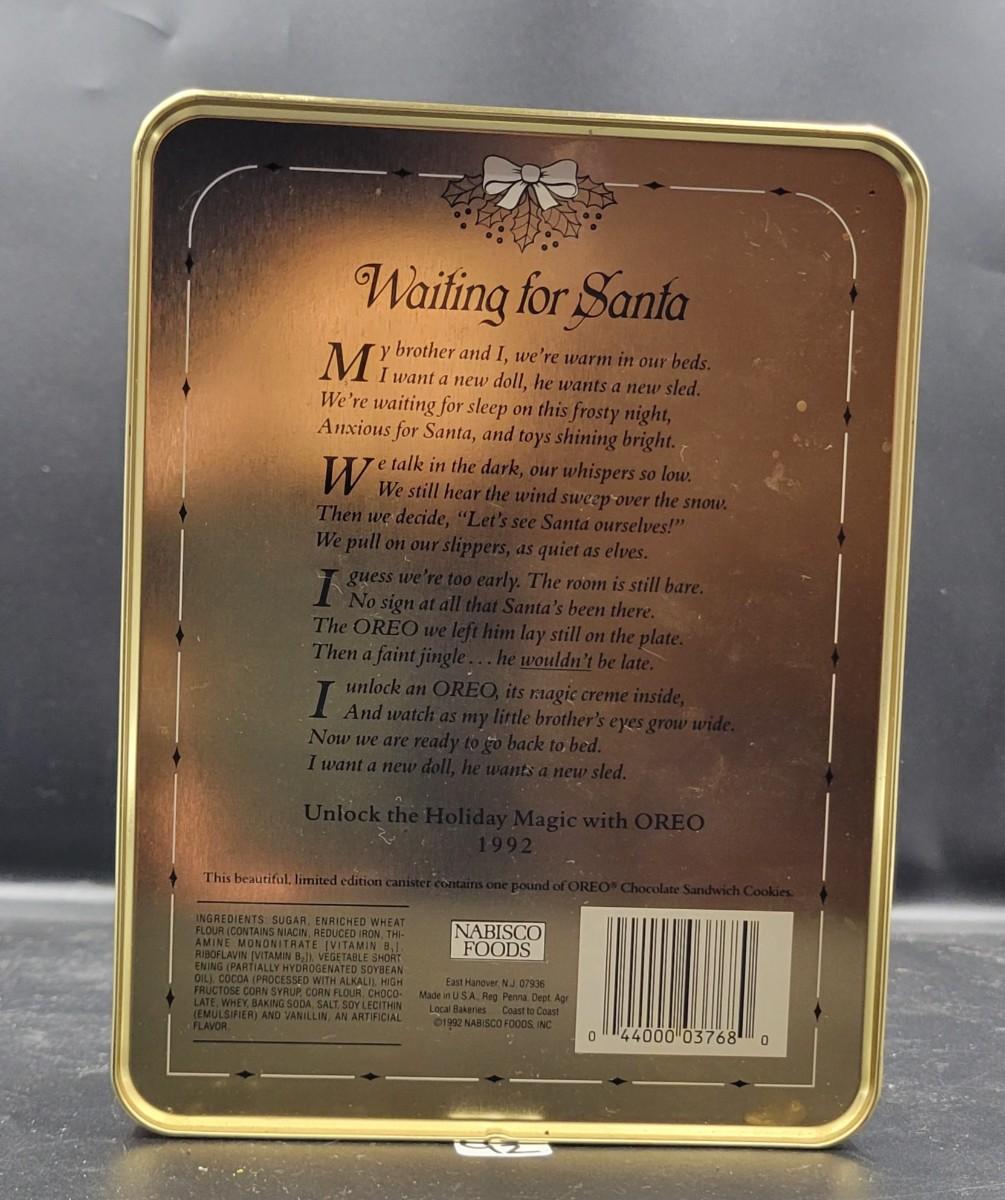 Waiting for Santa
My brother and I, we're warm in our beds.
I want a new doll, he wants a new sled.
We're waiting for sleep on this frosty night,
Anxious for Santa, and toys shining bright.
We talk in the dark, our whispers so low.
We still hear the wind sweep over the snow.
Then we decide, "Let's see Santa ourselves!"
We pull on our slippers, as quiet as elves.
I guess we're too early. The room is still bare.
No sign at all that Santa's been there.
The OREO we left him lay still on the plate.
Then a faint jingle... he wouldn't be late.
I unlock an OREO, its magic creme inside,
And watch as my little brother's eyes grow wide.
Now we are ready to go back to bed.
I want a new doll, he wants a new sled.
Unlock the Holiday Magic with OREO
1992
This beautiful, limited edition canister contains one pound of OREO® Chocolate Sandwich Cookies.
INGREDIENTS: SUGAR, ENRICHED WHEAT
FLOUR (CONTAINS NIACIN, REDUCED IRON, THI-
AMINE MONONITRATE [VITAMIN B₁],
RIBOFLAVIN [VITAMIN B₂]), VEGETABLE SHORT
ENING (PARTIALLY HYDROGENATED SOYBEAN
OIL), COCOA (PROCESSED WITH ALKALI), HIGH
FRUCTOSE CORN SYRUP, CORN FLOUR, CHOCO-
LATE, WHEY, BAKING SODA, SALT, SOY LECITHIN
(EMULSIFIER) AND VANILLIN, AN ARTIFICIAL
FLAVOR.
NABISCO
FOODS
East Hanover, N.J. 07936
Made in U.S.A., Reg. Penna. Dept. Agr.
Local Bakeries... Coast to Coast
©1992 NABISCO FOODS, INC
0 44000 03768 0